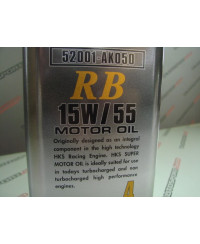 52001-AK050
RB
15W/55
MOTOR OIL
Originally designed as an integral
component in the high technology
HKS Racing Engine. HKS SUPER
MOTOR OIL is ideally suited for use
in todays turbocharged and non
turbocharged high performance
engines.